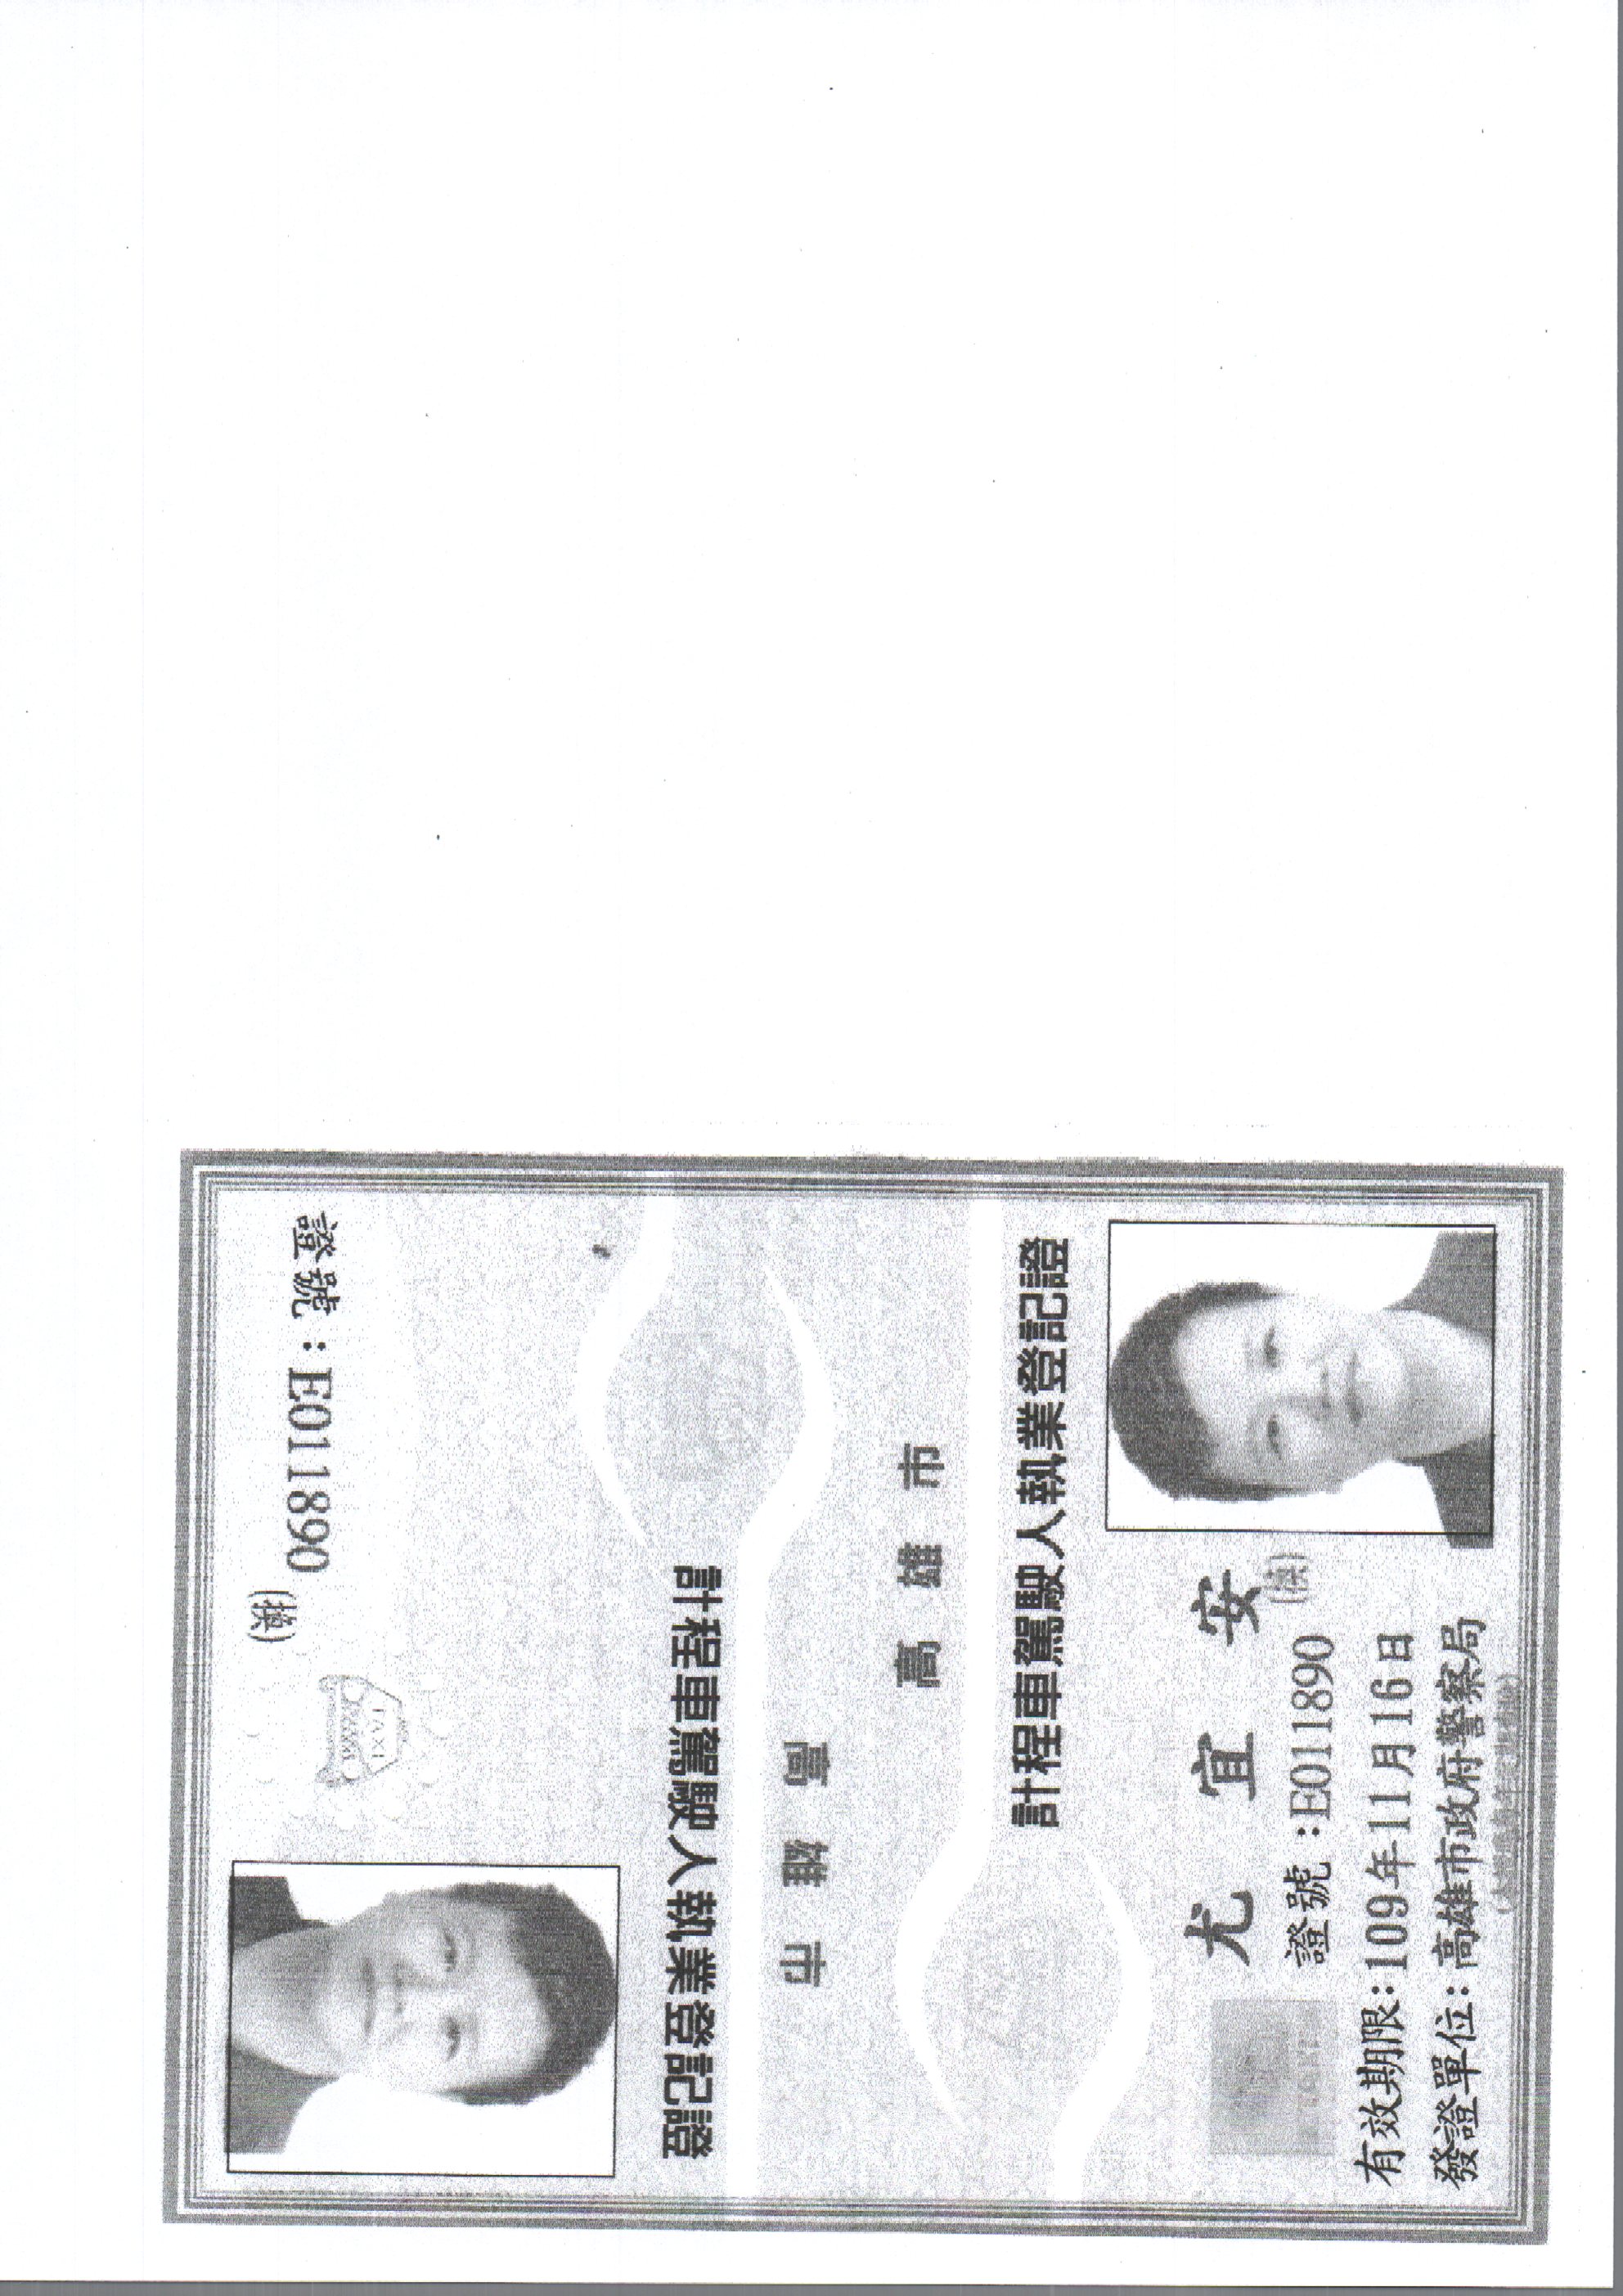 高雄市
計程車駕駛人執業登記證
尤宜安
(換)
證號:E011890
有效期限:109年11月16日
發證單位:高雄市政府警察局
高雄市
計程車駕駛人執業登記證
TAXI
(換)
證號:E011890